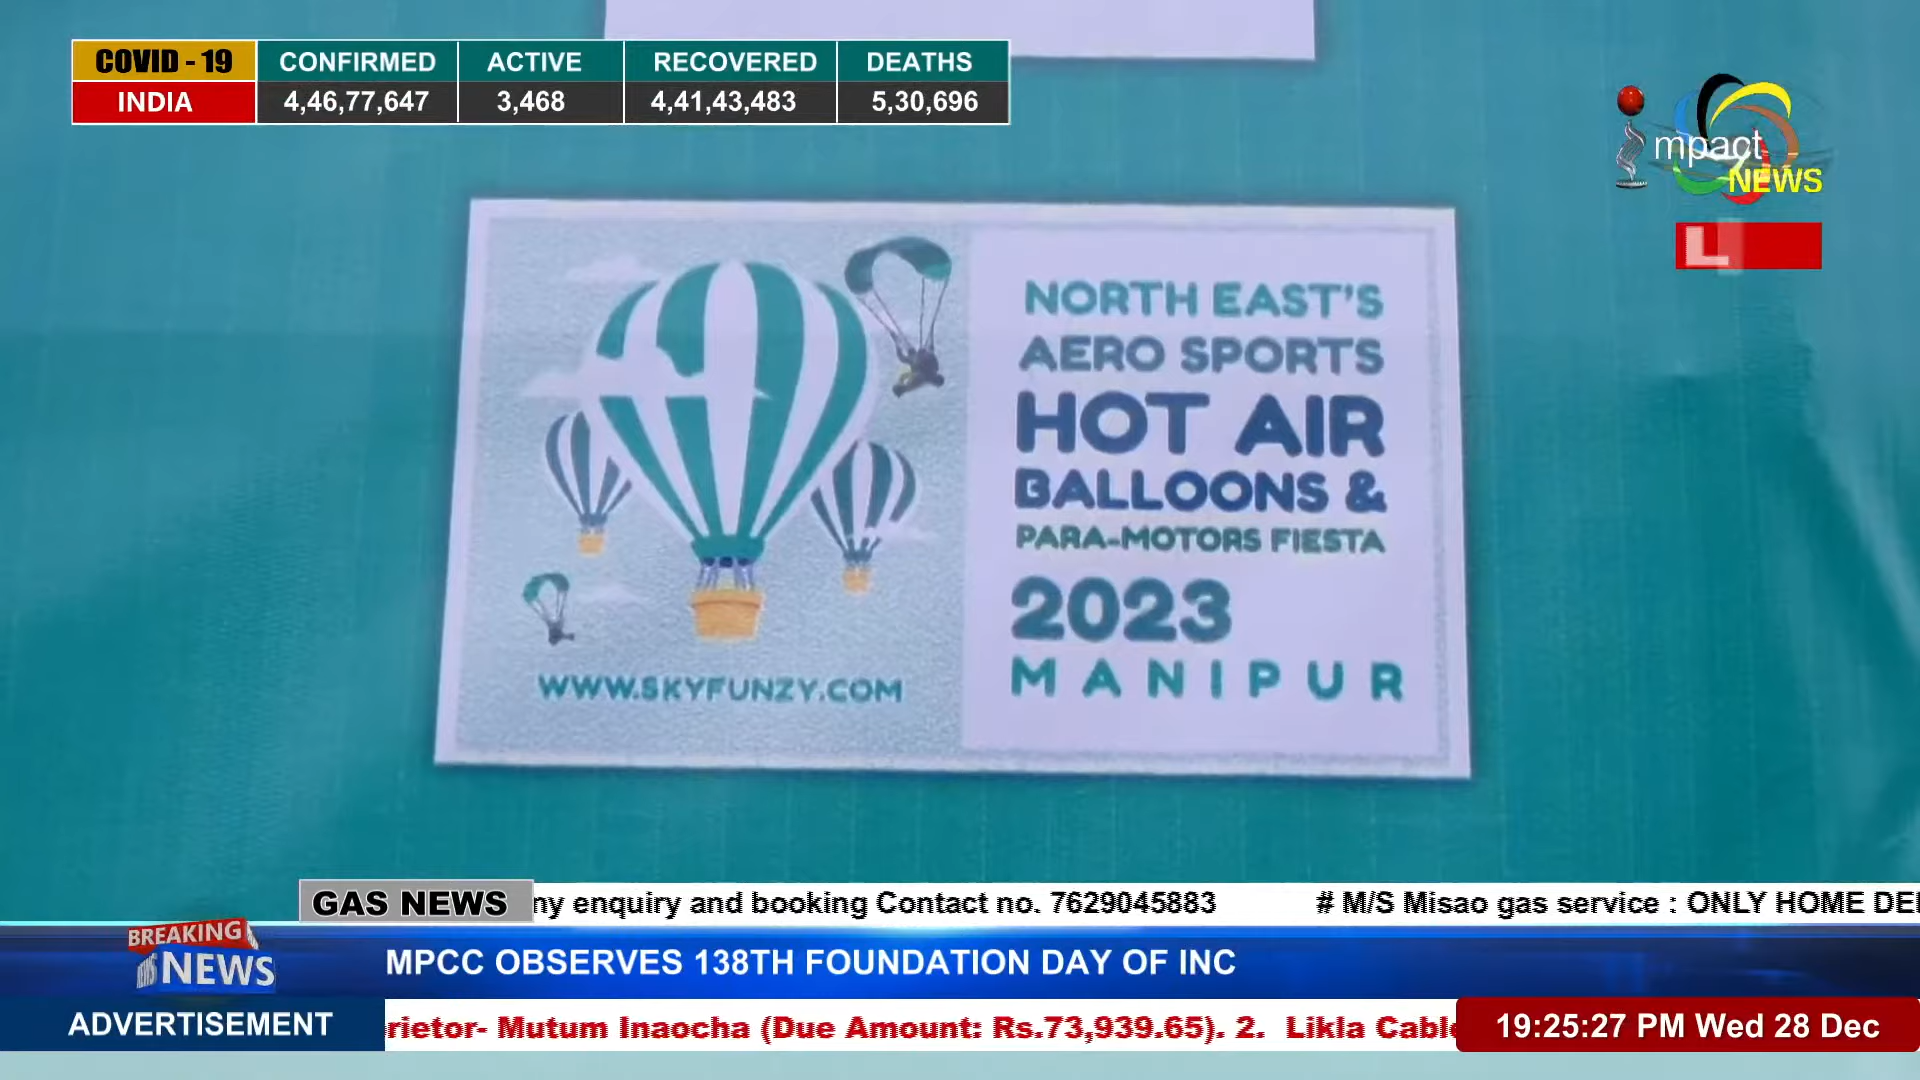 COVID - 19 CONFIRMED ACTIVE RECOVERED DEATHS
INDIA 4,46,77,647 3,468 4,41,43,483 5,30,696
mpact
NEWS
L
NORTH EAST'S
AERO SPORTS
HOT AIR
BALLOONS &
PARA-MOTORS FIESTA
2023
MANIPUR
WWW.SKYFUNZY.COM
GAS NEWS ny enquiry and booking Contact no. 7629045883 # M/S Misao gas service : ONLY HOME DEL
BREAKING
NEWS
MPCC OBSERVES 138TH FOUNDATION DAY OF INC
ADVERTISEMENT rietor- Mutum Inaocha (Due Amount: Rs.73,939.65). 2. Likla Cable 19:25:27 PM Wed 28 Dec